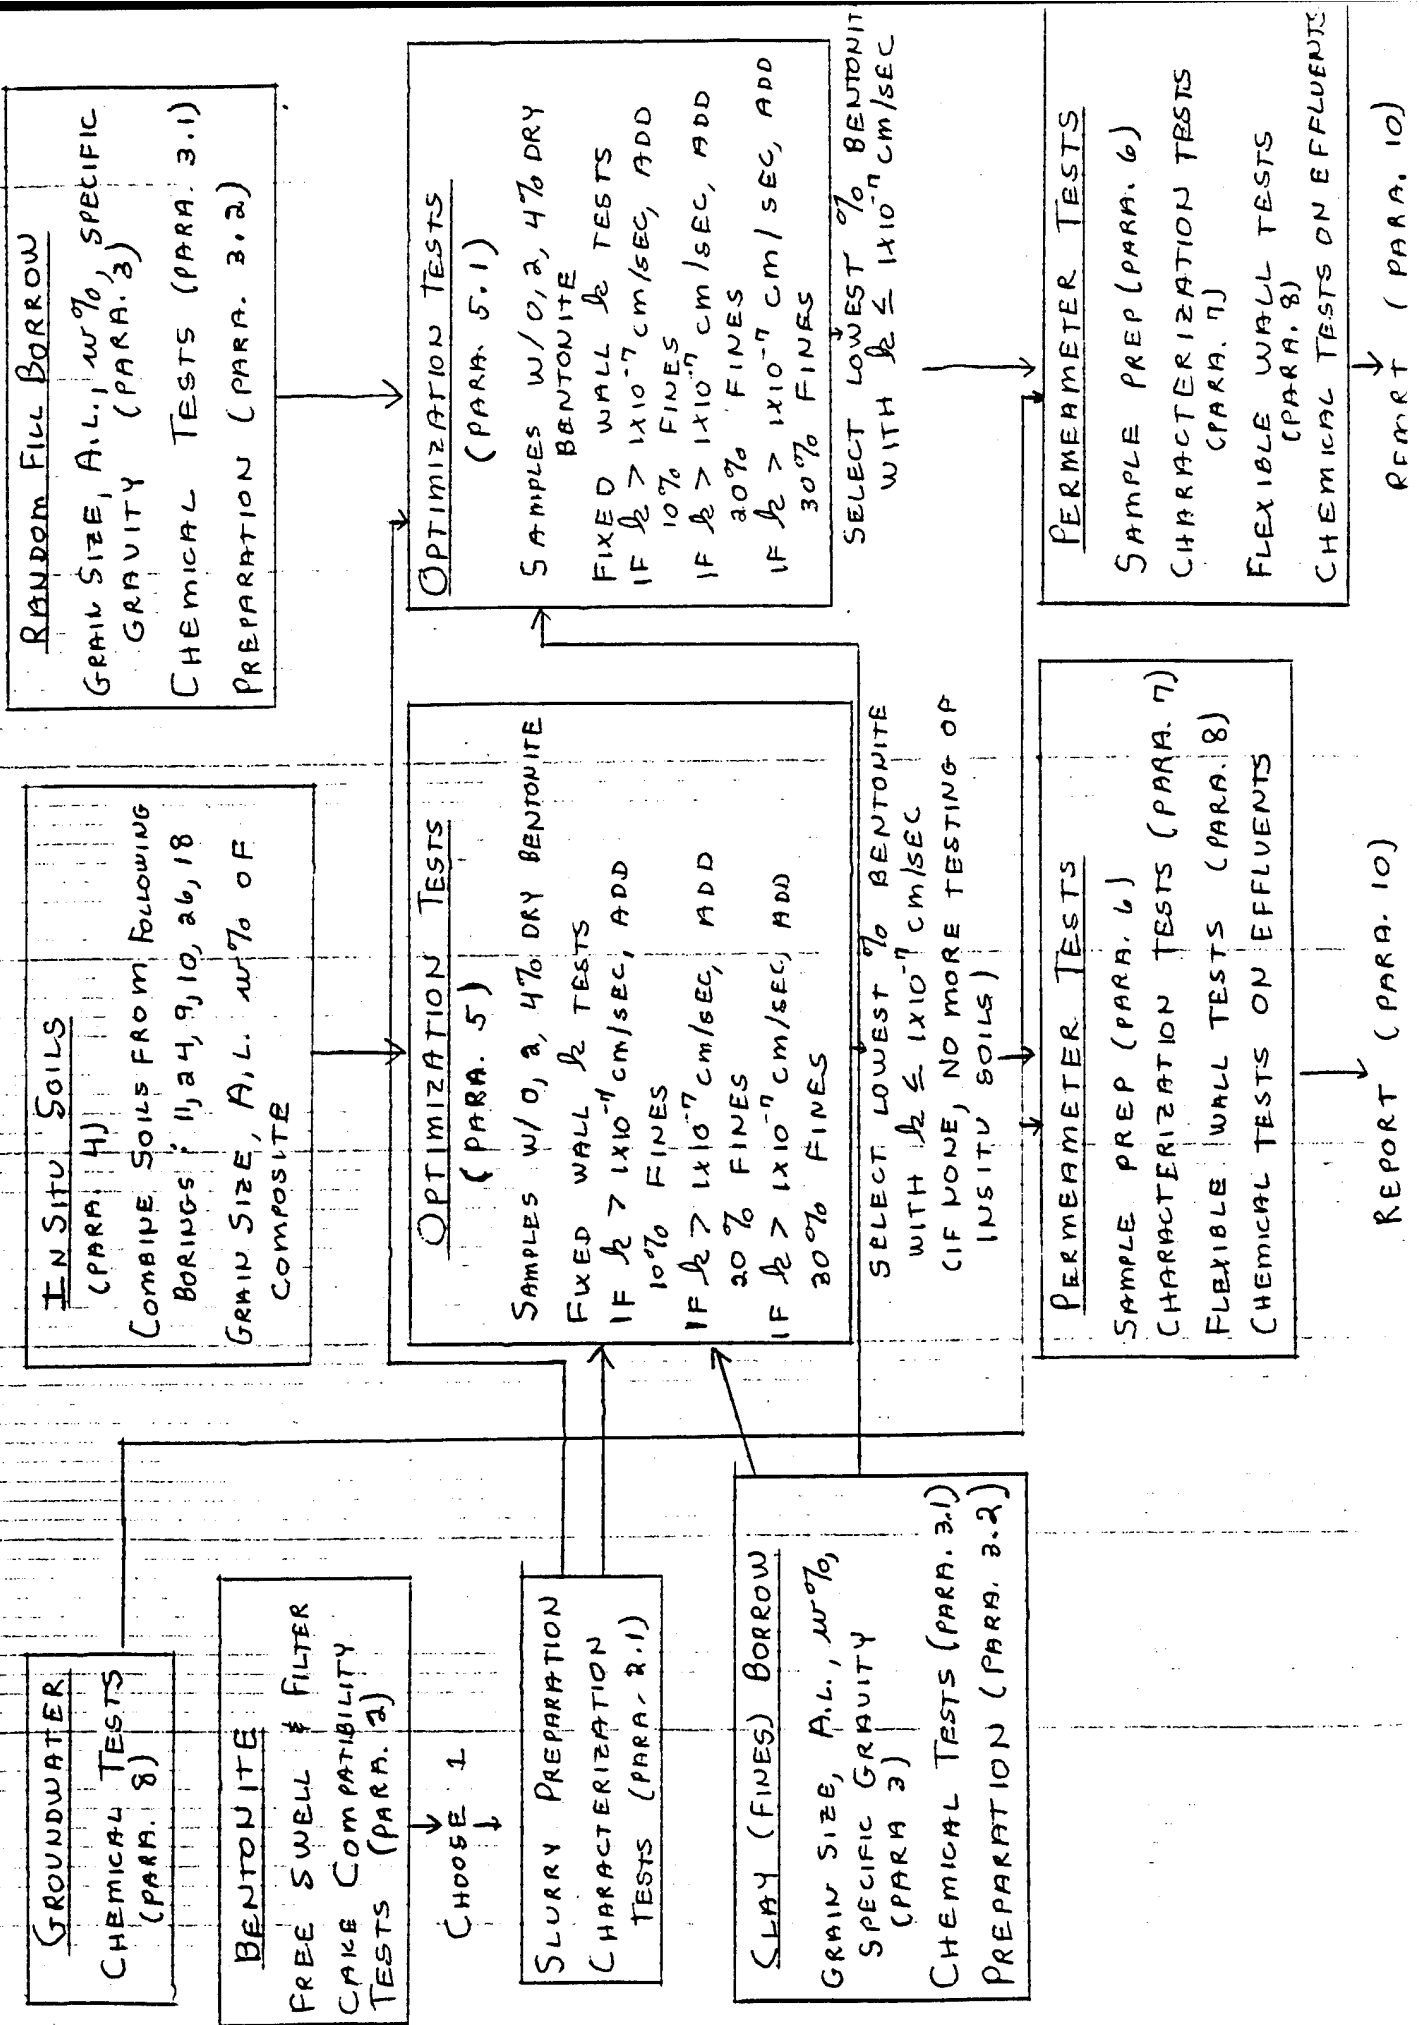 GROUNDWATER
CHEMICAL TESTS
(PARA. 8)
BENTONITE
FREE SWELL & FILTER
CAKE COMPATIBILITY
TESTS (PARA. 2)
CHOOSE 1
SLURRY PREPARATION
CHARACTERIZATION
TESTS (PARA. 2.1)
CLAY (FINES) BORROW
GRAIN SIZE, A.L., w%,
SPECIFIC GRAVITY
(PARA 3)
CHEMICAL TESTS (PARA. 3.1)
PREPARATION (PARA. 3.2)
INSITU SOILS
(PARA. 4)
COMBINE SOILS FROM FOLLOWING
BORINGS: 11, 24, 9, 10, 26, 18
GRAIN SIZE, A.L. w% OF
COMPOSITE
OPTIMIZATION TESTS
(PARA. 5)
SAMPLES W/ 0, 2, 4% DRY BENTONITE
FIXED WALL k TESTS
IF k > 1x10⁻⁷ cm/SEC, ADD
10% FINES
IF k > 1x10⁻⁷ cm/SEC, ADD
20% FINES
IF k > 1x10⁻⁷ cm/SEC, ADD
30% FINES
SELECT LOWEST % BENTONITE
WITH k ≤ 1x10⁻⁷ cm/SEC
(IF NONE, NO MORE TESTING OF
INSITU SOILS)
PERMEAMETER TESTS
SAMPLE PREP (PARA. 6)
CHARACTERIZATION TESTS (PARA. 7)
FLEXIBLE WALL TESTS (PARA. 8)
CHEMICAL TESTS ON EFFLUENTS
REPORT (PARA. 10)
RANDOM FILL BORROW
GRAIN SIZE, A.L., w%, SPECIFIC
GRAVITY (PARA. 3)
CHEMICAL TESTS (PARA. 3.1)
PREPARATION (PARA. 3.2)
OPTIMIZATION TESTS
(PARA. 5.1)
SAMPLES W/ 0, 2, 4% DRY
BENTONITE
FIXED WALL k TESTS
IF k > 1x10⁻⁷ cm/SEC, ADD
10% FINES
IF k > 1x10⁻⁷ cm/SEC, ADD
20% FINES
IF k > 1x10⁻⁷ cm/SEC, ADD
30% FINES
SELECT LOWEST % BENTONIT
WITH k ≤ 1x10⁻⁷ cm/SEC
PERMEAMETER TESTS
SAMPLE PREP (PARA. 6)
CHARACTERIZATION TESTS
(PARA. 7)
FLEXIBLE WALL TESTS
(PARA. 8)
CHEMICAL TESTS ON EFFLUENTS
REPORT (PARA. 10)